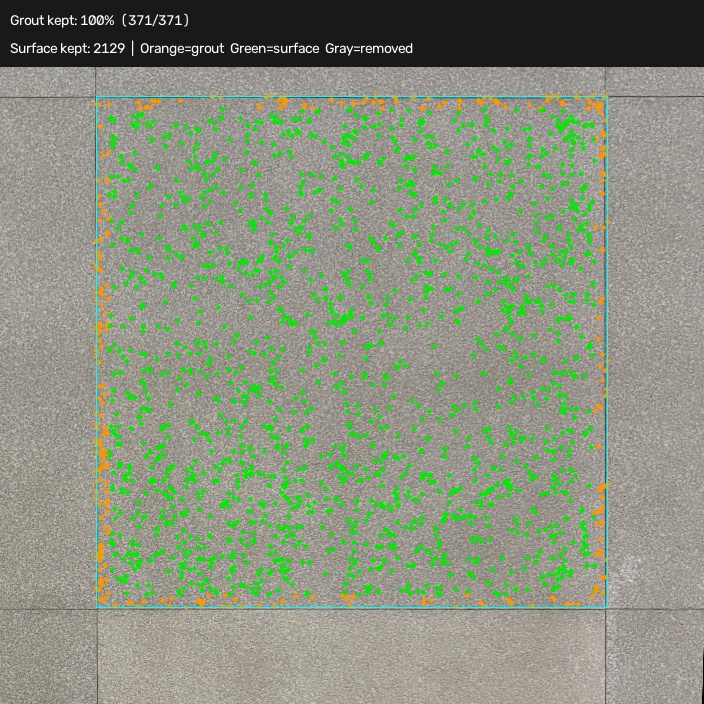 Grout kept: 100%  (371/371)
Surface kept: 2129 | Orange=grout  Green=surface  Gray=removed